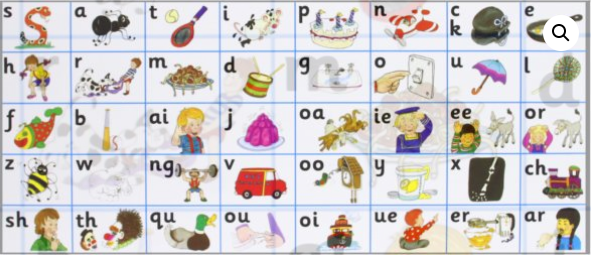 s a t i p n c k e
h r m d g o u l
f b ai j oa ie ee or
z w ng v oo y x ch
sh th qu ou oi ue er ar